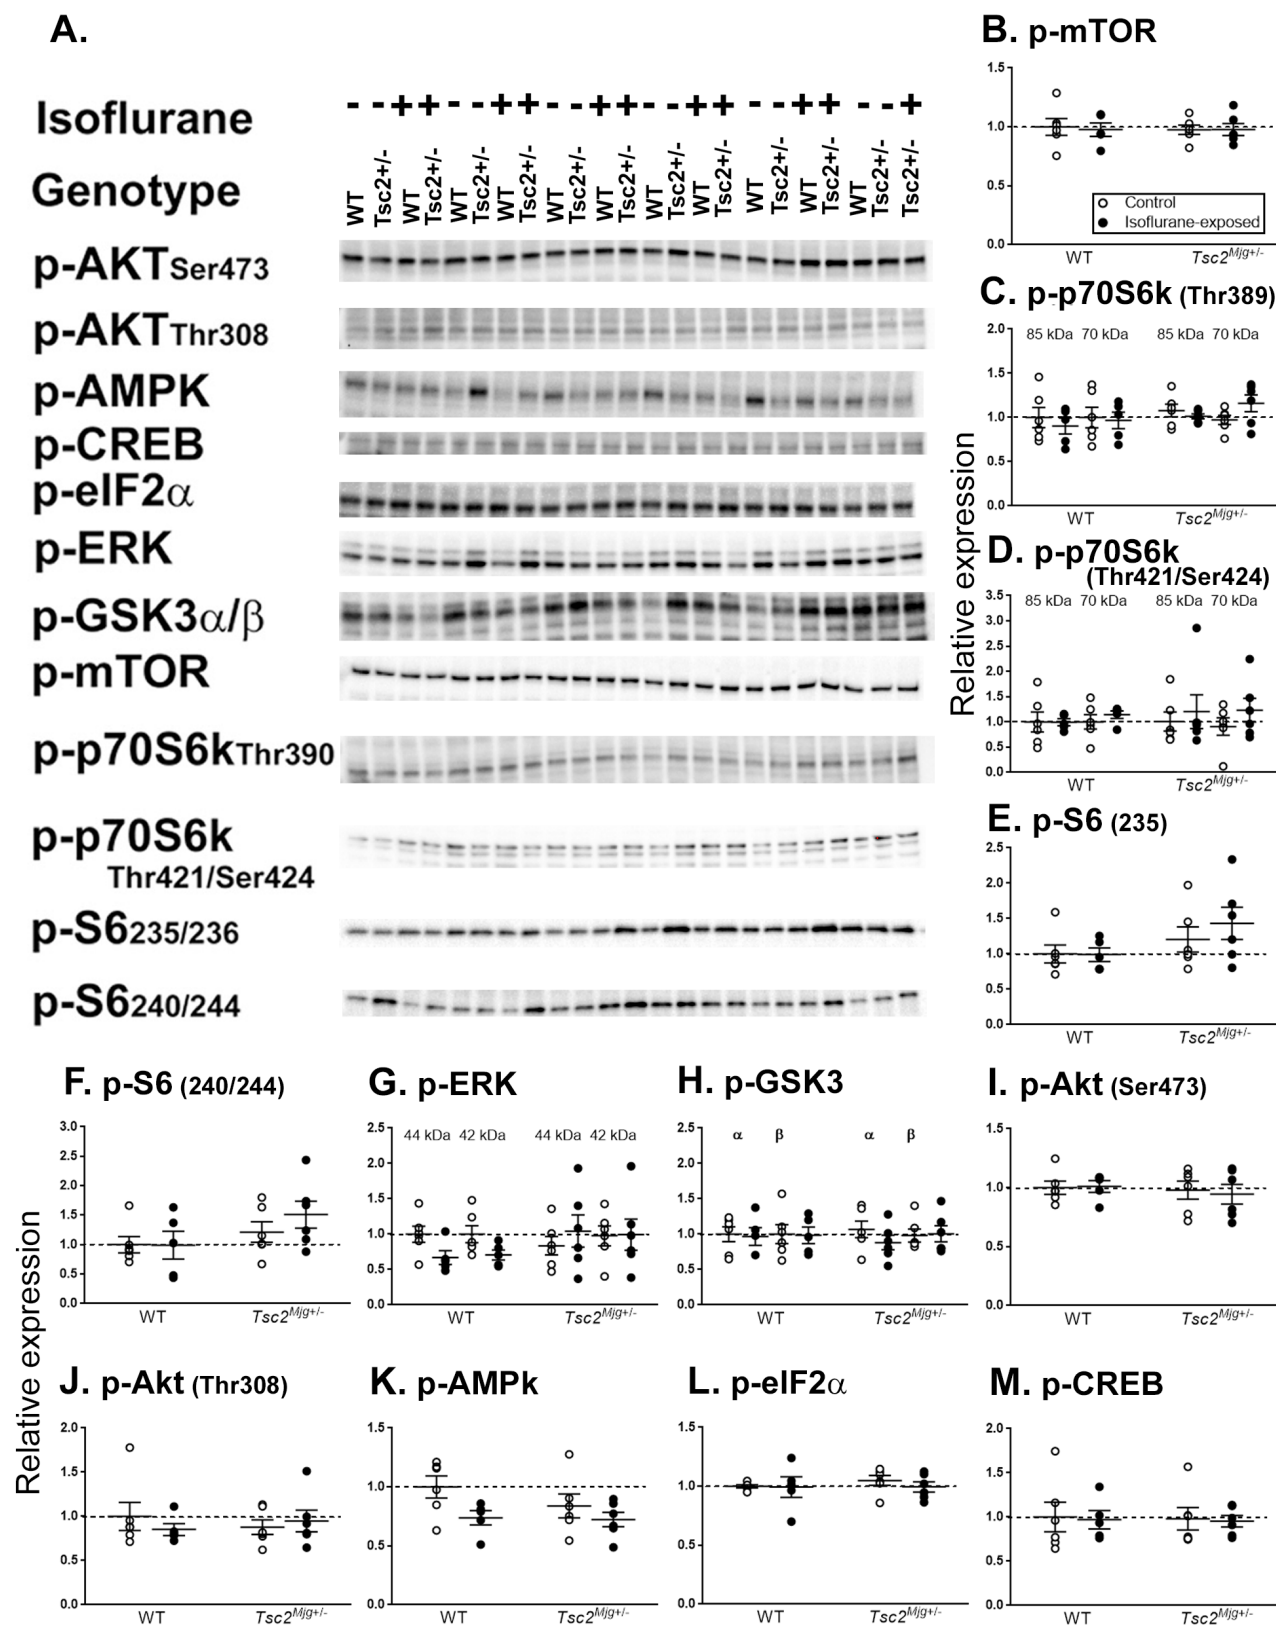 A.
Isoflurane - - + + - - + + - - + + - + + - - + + - - +
Genotype WT Tsc2+/- WT Tsc2+/- WT Tsc2+/- WT Tsc2+/- WT Tsc2+/- WT Tsc2+/- WT Tsc2+/- WT Tsc2+/- WT Tsc2+/- WT Tsc2+/- WT Tsc2+/- Tsc2+/-
p-AKTSer473
p-AKTThr308
p-AMPK
p-CREB
p-eIF2α
p-ERK
p-GSK3α/β
p-mTOR
p-p70S6kThr390
p-p70S6k
Thr421/Ser424
p-S6235/236
p-S6240/244
B. p-mTOR
1.5
1.0
0.5
0.0
Control
Isoflurane-exposed
WT Tsc2Mjg+/-
C. p-p70S6k (Thr389)
85 kDa 70 kDa 85 kDa 70 kDa
2.0
1.5
1.0
0.5
0.0
WT Tsc2Mjg+/-
Relative expression
D. p-p70S6k
(Thr421/Ser424)
85 kDa 70 kDa 85 kDa 70 kDa
3.5
3.0
2.5
2.0
1.5
1.0
0.5
0.0
WT Tsc2Mjg+/-
E. p-S6 (235)
2.5
2.0
1.5
1.0
0.5
0.0
WT Tsc2Mjg+/-
F. p-S6 (240/244)
3.0
2.5
2.0
1.5
1.0
0.5
0.0
WT Tsc2Mjg+/-
Relative expression
G. p-ERK
44 kDa 42 kDa 44 kDa 42 kDa
2.5
2.0
1.5
1.0
0.5
0.0
WT Tsc2Mjg+/-
H. p-GSK3
α β α β
2.5
2.0
1.5
1.0
0.5
0.0
WT Tsc2Mjg+/-
I. p-Akt (Ser473)
1.5
1.0
0.5
0.0
WT Tsc2Mjg+/-
J. p-Akt (Thr308)
2.0
1.5
1.0
0.5
0.0
WT Tsc2Mjg+/-
K. p-AMPk
1.5
1.0
0.5
0.0
WT Tsc2Mjg+/-
L. p-eIF2α
1.5
1.0
0.5
0.0
WT Tsc2Mjg+/-
M. p-CREB
2.0
1.5
1.0
0.5
0.0
WT Tsc2Mjg+/-